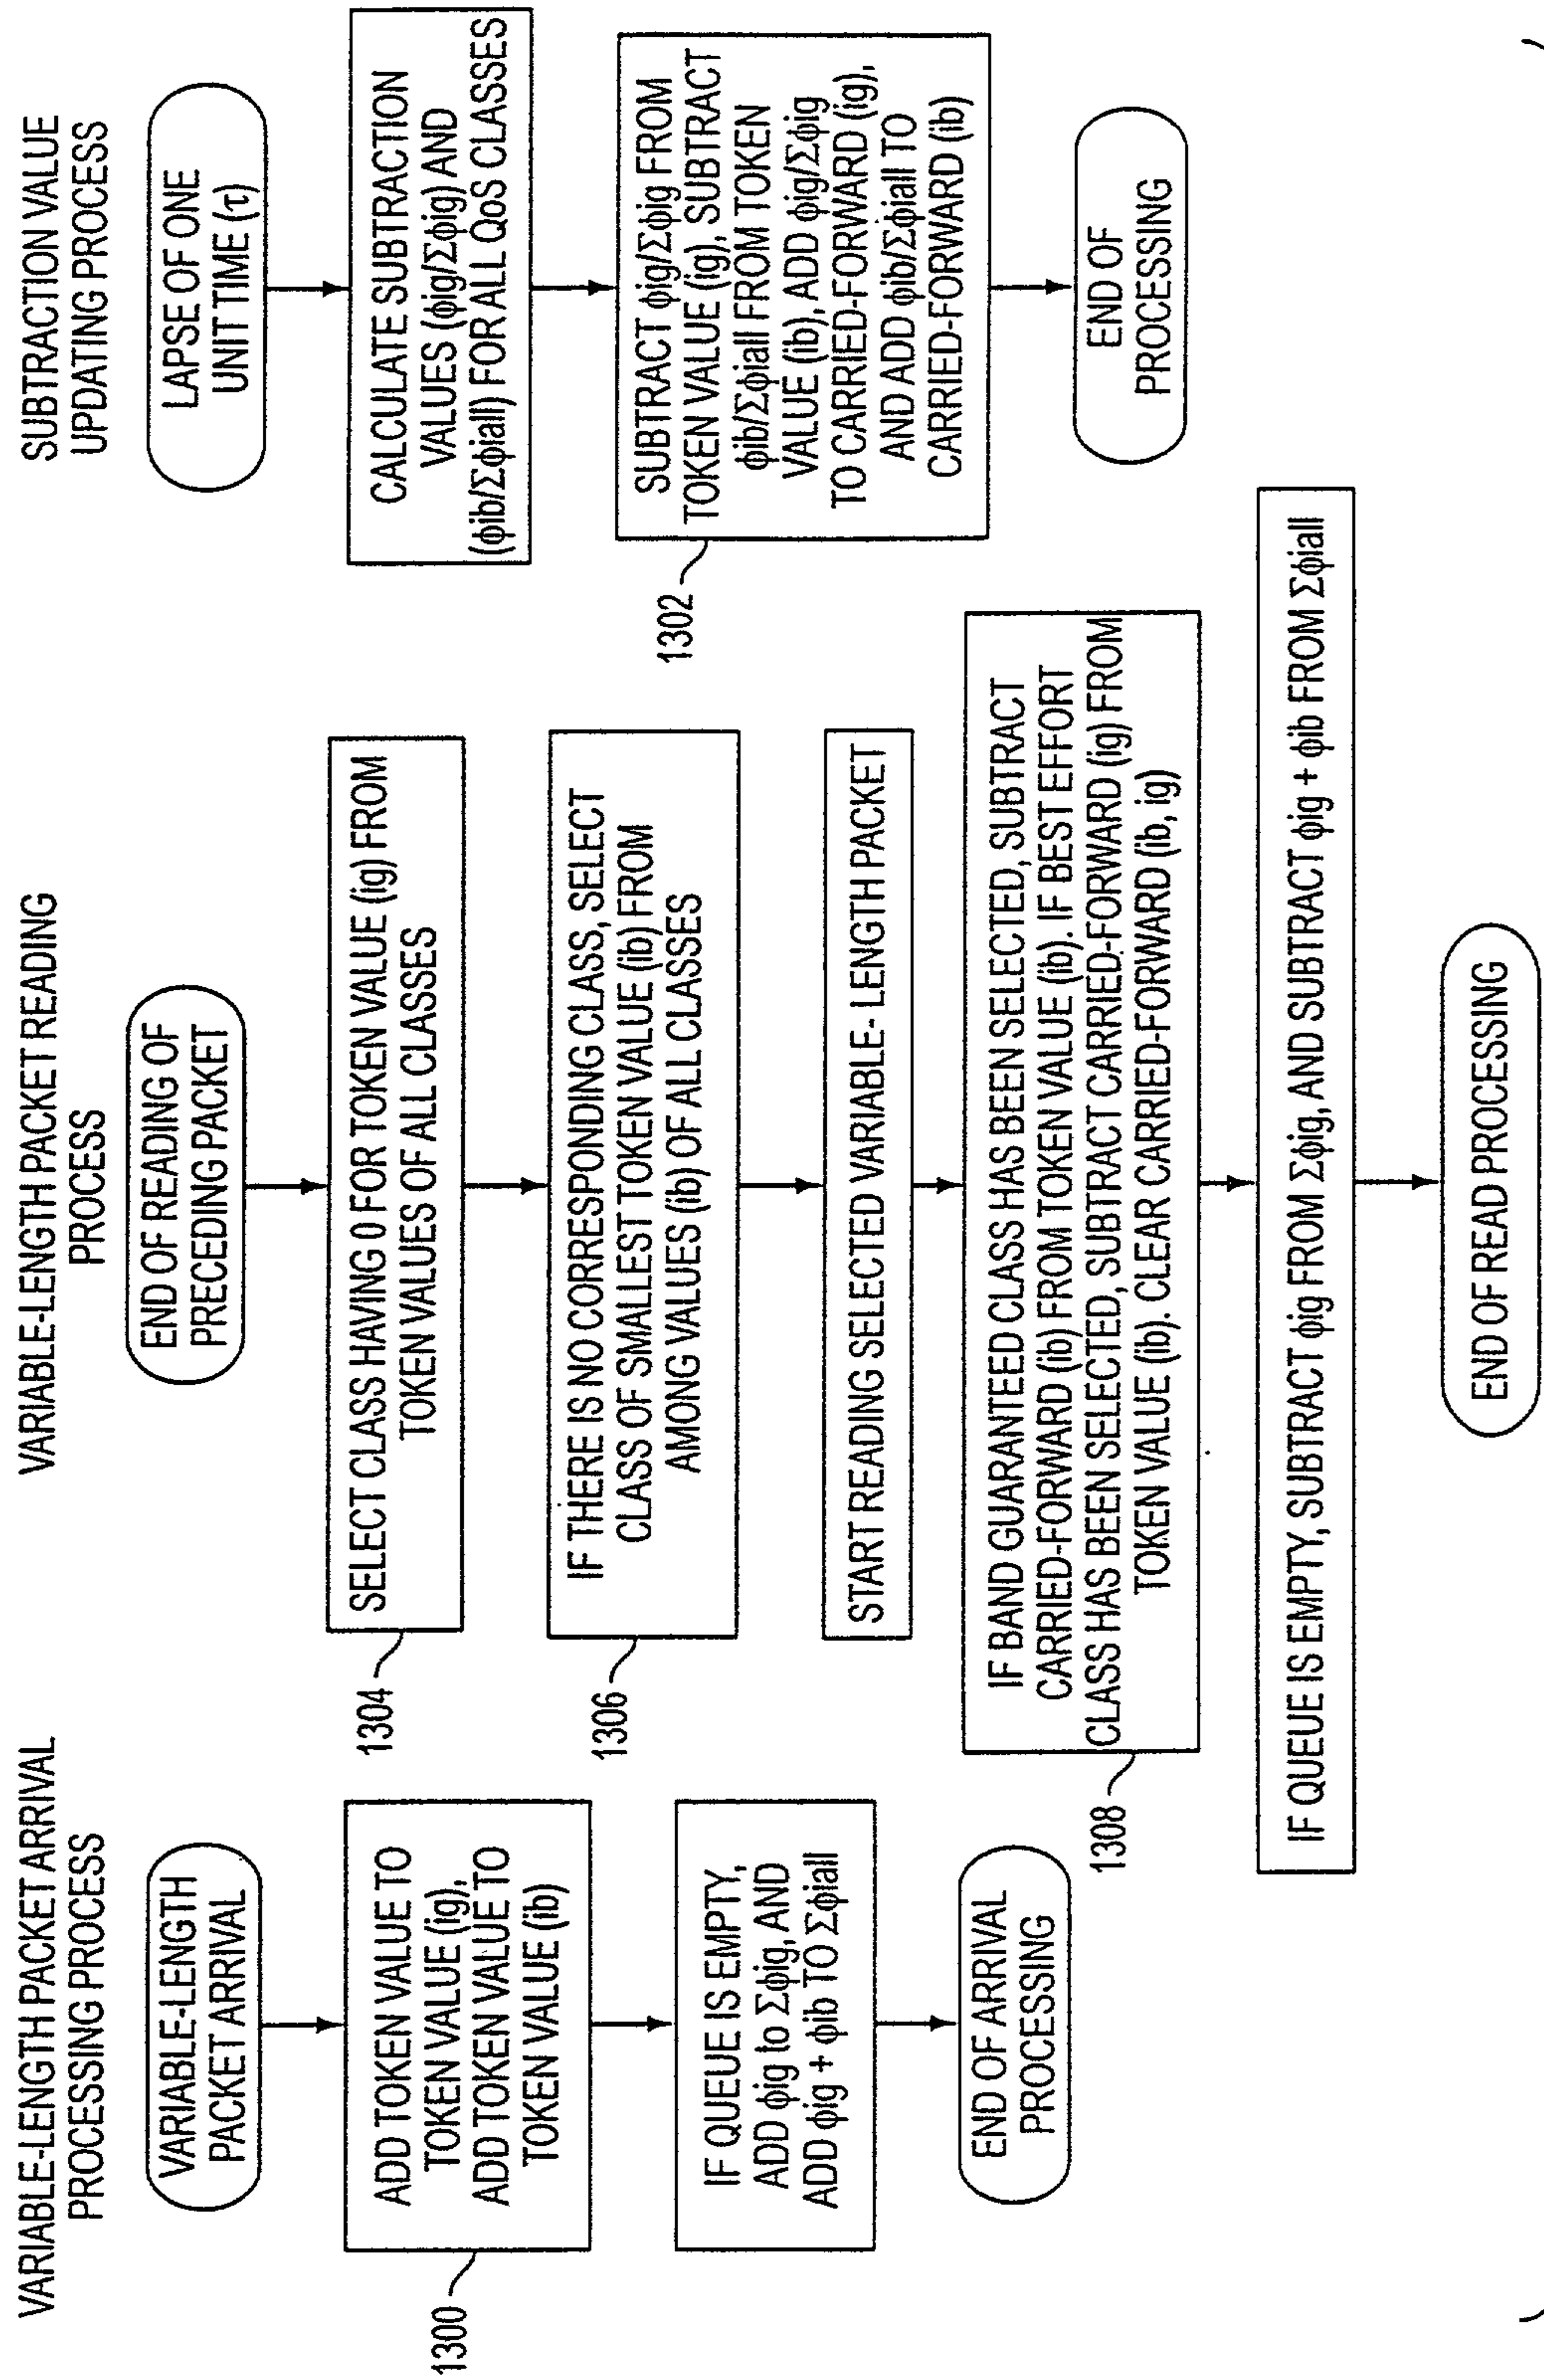 VARIABLE-LENGTH PACKET ARRIVAL
PROCESSING PROCESS
VARIABLE-LENGTH
PACKET ARRIVAL
1300
ADD TOKEN VALUE TO
TOKEN VALUE (ig),
ADD TOKEN VALUE TO
TOKEN VALUE (ib)
IF QUEUE IS EMPTY,
ADD ϕig to Σϕig, AND
ADD ϕig + ϕib TO Σϕiall
END OF ARRIVAL
PROCESSING
VARIABLE-LENGTH PACKET READING
PROCESS
END OF READING OF
PRECEDING PACKET
1304
SELECT CLASS HAVING 0 FOR TOKEN VALUE (ig) FROM
TOKEN VALUES OF ALL CLASSES
1306
IF THERE IS NO CORRESPONDING CLASS, SELECT
CLASS OF SMALLEST TOKEN VALUE (ib) FROM
AMONG VALUES (ib) OF ALL CLASSES
START READING SELECTED VARIABLE- LENGTH PACKET
1308
IF BAND GUARANTEED CLASS HAS BEEN SELECTED, SUBTRACT
CARRIED-FORWARD (ib) FROM TOKEN VALUE (ib). IF BEST EFFORT
CLASS HAS BEEN SELECTED, SUBTRACT CARRIED-FORWARD (ig) FROM
TOKEN VALUE (ib). CLEAR CARRIED-FORWARD (ib, ig)
IF QUEUE IS EMPTY, SUBTRACT ϕig FROM Σϕig, AND SUBTRACT ϕig + ϕib FROM Σϕiall
END OF READ PROCESSING
SUBTRACTION VALUE
UPDATING PROCESS
LAPSE OF ONE
UNIT TIME (τ)
CALCULATE SUBTRACTION
VALUES (ϕig/Σϕig) AND
(ϕib/Σϕiall) FOR ALL QoS CLASSES
1302
SUBTRACT ϕig/Σϕig FROM
TOKEN VALUE (ig), SUBTRACT
ϕib/Σϕiall FROM TOKEN
VALUE (ib), ADD ϕig/Σϕig
TO CARRIED-FORWARD (ig),
AND ADD ϕib/Σϕiall TO
CARRIED-FORWARD (ib)
END OF
PROCESSING